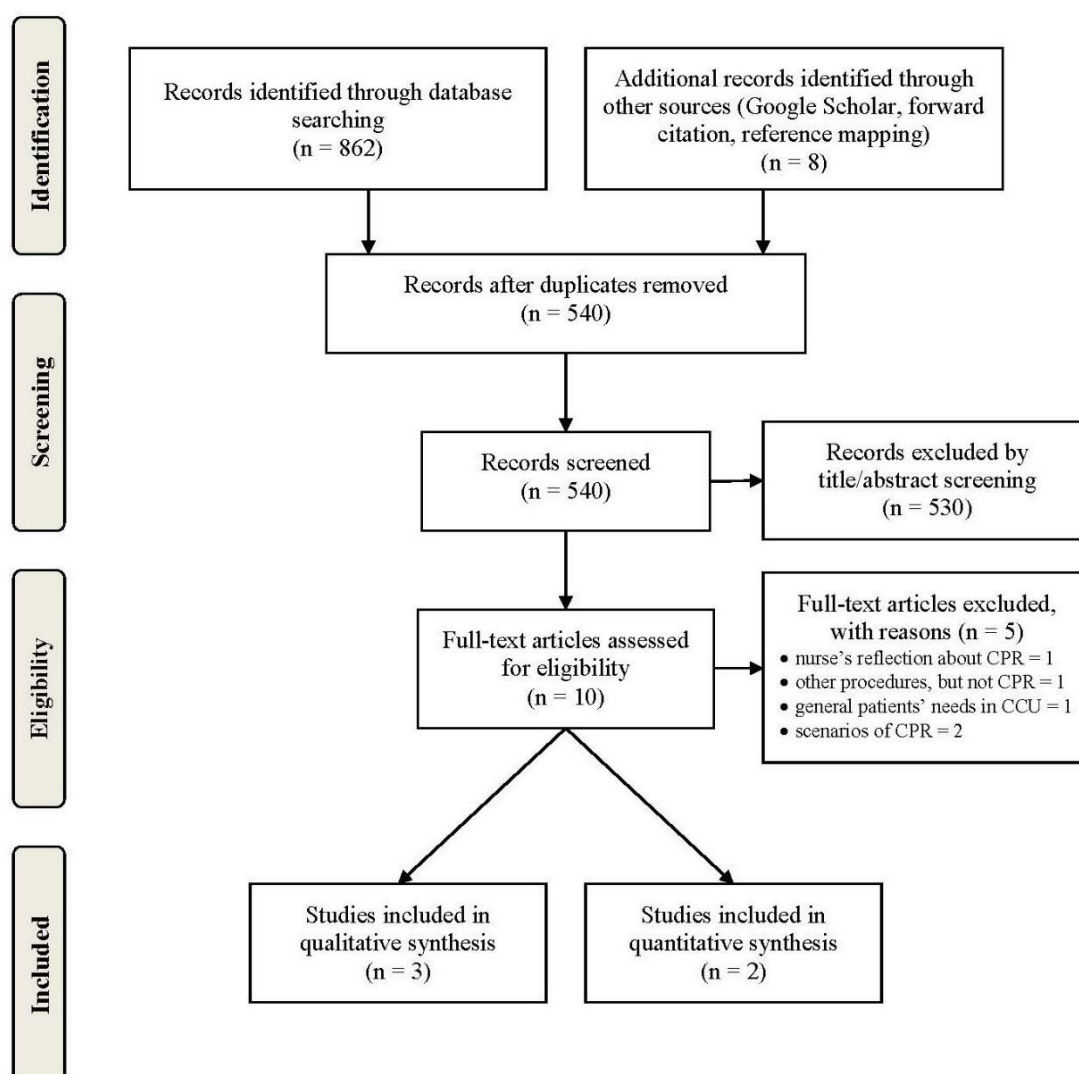 Identification
Records identified through database
searching
(n = 862)
Additional records identified through
other sources (Google Scholar, forward
citation, reference mapping)
(n = 8)
Records after duplicates removed
(n = 540)
Screening
Records screened
(n = 540)
Records excluded by
title/abstract screening
(n = 530)
Eligibility
Full-text articles assessed
for eligibility
(n = 10)
Full-text articles excluded,
with reasons (n = 5)
● nurse’s reflection about CPR = 1
● other procedures, but not CPR = 1
● general patients’ needs in CCU = 1
● scenarios of CPR = 2
Included
Studies included in
qualitative synthesis
(n = 3)
Studies included in
quantitative synthesis
(n = 2)